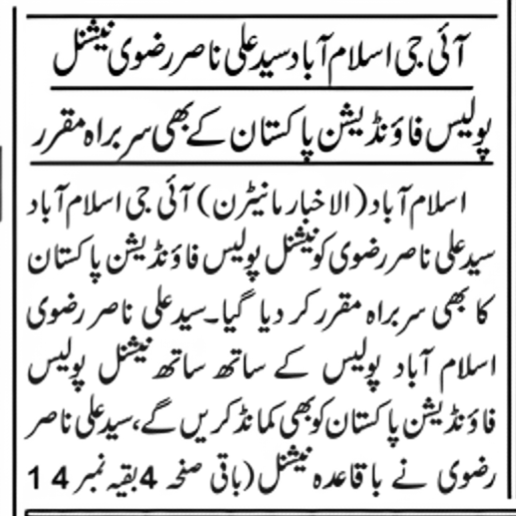 آئی جی اسلام آباد سید علی ناصر رضوی نیشنل
پولیس فاؤنڈیشن پاکستان کے بھی سربراہ مقرر
اسلام آباد (الاخبار مانیٹرن) آئی جی اسلام آباد
سید علی ناصر رضوی کو نیشنل پولیس فاؤنڈیشن پاکستان
کا بھی سربراہ مقرر کر دیا گیا۔ سید علی ناصر رضوی
اسلام آباد پولیس کے ساتھ ساتھ نیشنل پولیس
فاؤنڈیشن پاکستان کو بھی کمانڈ کریں گے، سید علی ناصر
رضوی نے باقاعدہ نیشنل (باقی صفحہ 4 بقیہ نمبر 14